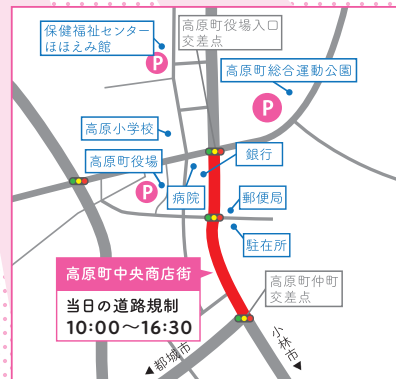 保健福祉センター
ほほえみ館
P
高原町役場入口
交差点
高原町総合運動公園
P
高原小学校
高原町役場
P
銀行
病院
郵便局
駐在所
高原町中央商店街
当日の道路規制
10:00〜16:30
高原町仲町
交差点
小林市▼
◀都城市